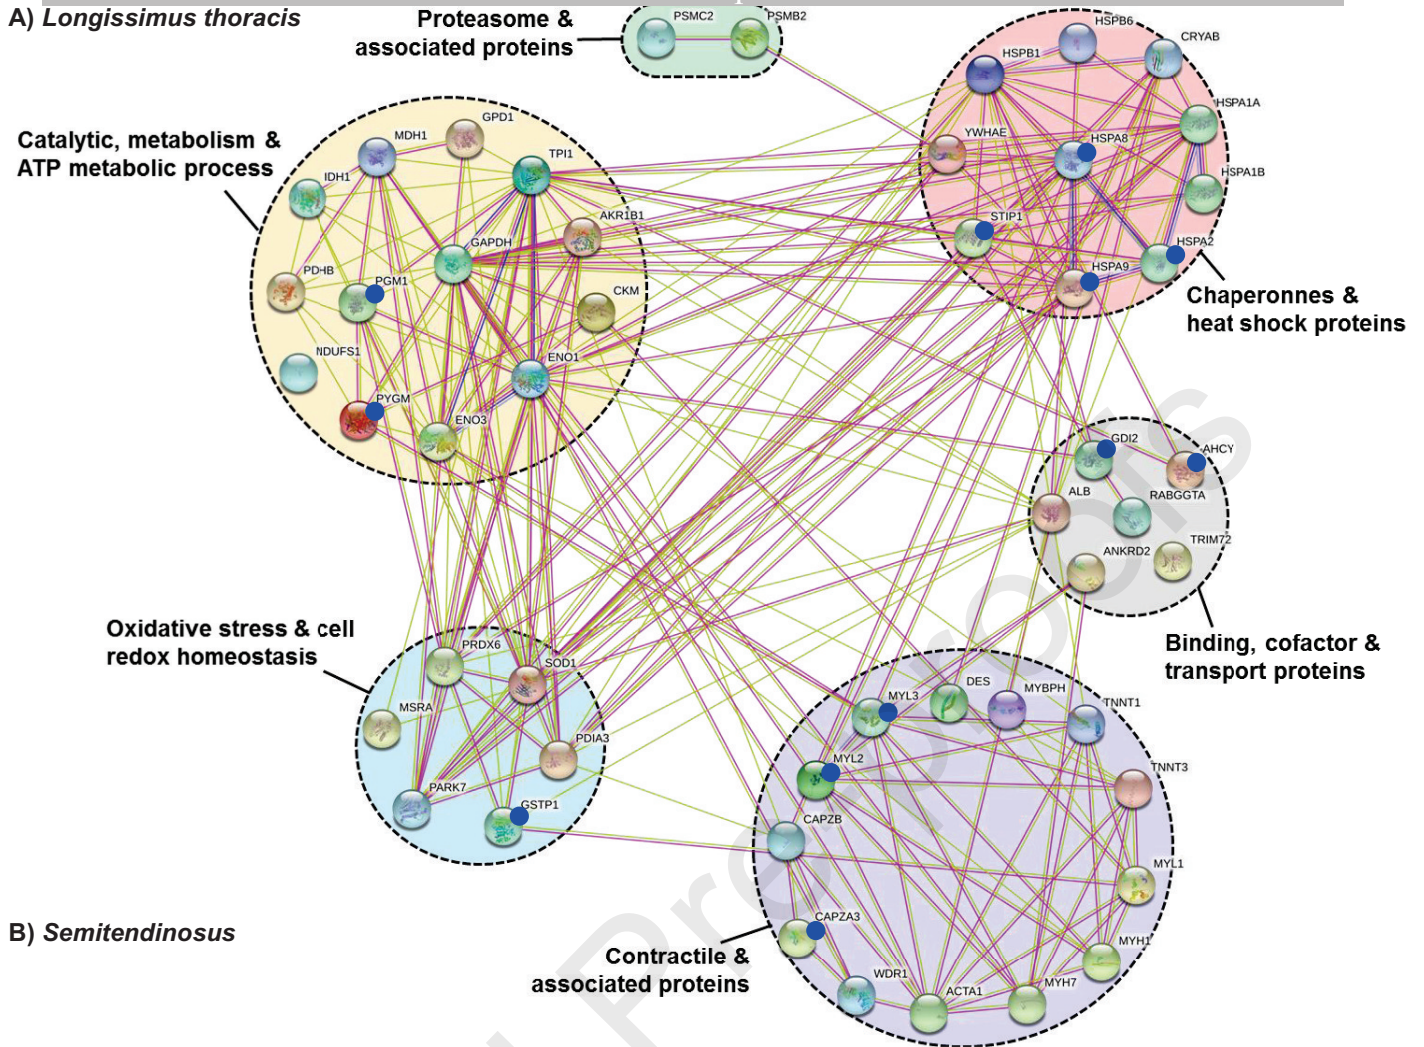 A) Longissimus thoracis
Proteasome &
associated proteins
PSMC2
PSMB2
HSPB6
CRYAB
HSPB1
HSPA1A
YWHAE
HSPA8
HSPA1B
STIP1
HSPA2
HSPA9
Chaperonnes &
heat shock proteins
Catalytic, metabolism &
ATP metabolic process
GPD1
MDH1
TPI1
IDH1
AKR1B1
GAPDH
PDHB
PGM1
CKM
NDUFS1
ENO1
PYGM
ENO3
GDI2
AHCY
ALB
RABGGTA
ANKRD2
TRIM72
Binding, cofactor &
transport proteins
Oxidative stress & cell
redox homeostasis
PRDX6
SOD1
MSRA
PDIA3
PARK7
GSTP1
DES
MYBPH
MYL3
TNNT1
MYL2
TNNT3
CAPZB
MYL1
CAPZA3
MYH1
WDR1
ACTA1
MYH7
Contractile &
associated proteins
B) Semitendinosus